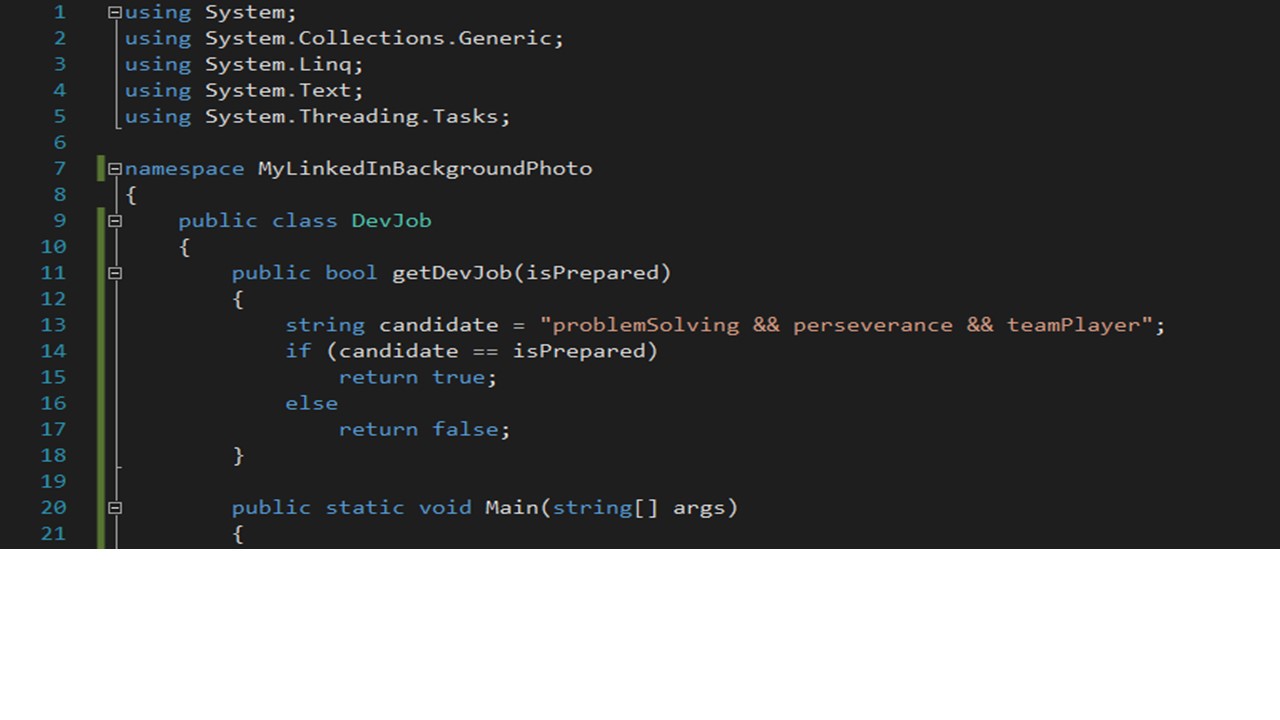 1 using System;
2 using System.Collections.Generic;
3 using System.Linq;
4 using System.Text;
5 using System.Threading.Tasks;
6
7 namespace MyLinkedInBackgroundPhoto
8 {
9 public class DevJob
10 {
11 public bool getDevJob(isPrepared)
12 {
13 string candidate = "problemSolving && perseverance && teamPlayer";
14 if (candidate == isPrepared)
15 return true;
16 else
17 return false;
18 }
19
20 public static void Main(string[] args)
21 {